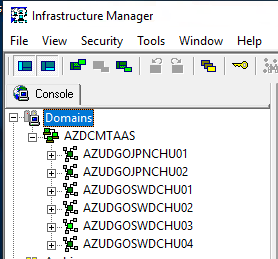 Infrastructure Manager
File View Security Tools Window Help
Console
Domains
AZDCMTAAS
AZUDGOJPNCHU01
AZUDGOJPNCHU02
AZUDGOSWDCHU01
AZUDGOSWDCHU02
AZUDGOSWDCHU03
AZUDGOSWDCHU04